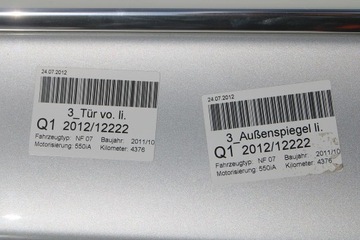 24.07.2012
3_Tür vo. li.
Q1 2012/12222
Fahrzeugtyp: NF 07 Baujahr: 2011/10
Motorisierung: 550iA Kilometer: 4376
24.07.2012
3_Außenspiegel li.
Q1 2012/12222
Fahrzeugtyp: NF 07 Baujahr: 2011/10
Motorisierung: 550iA Kilometer: 4376